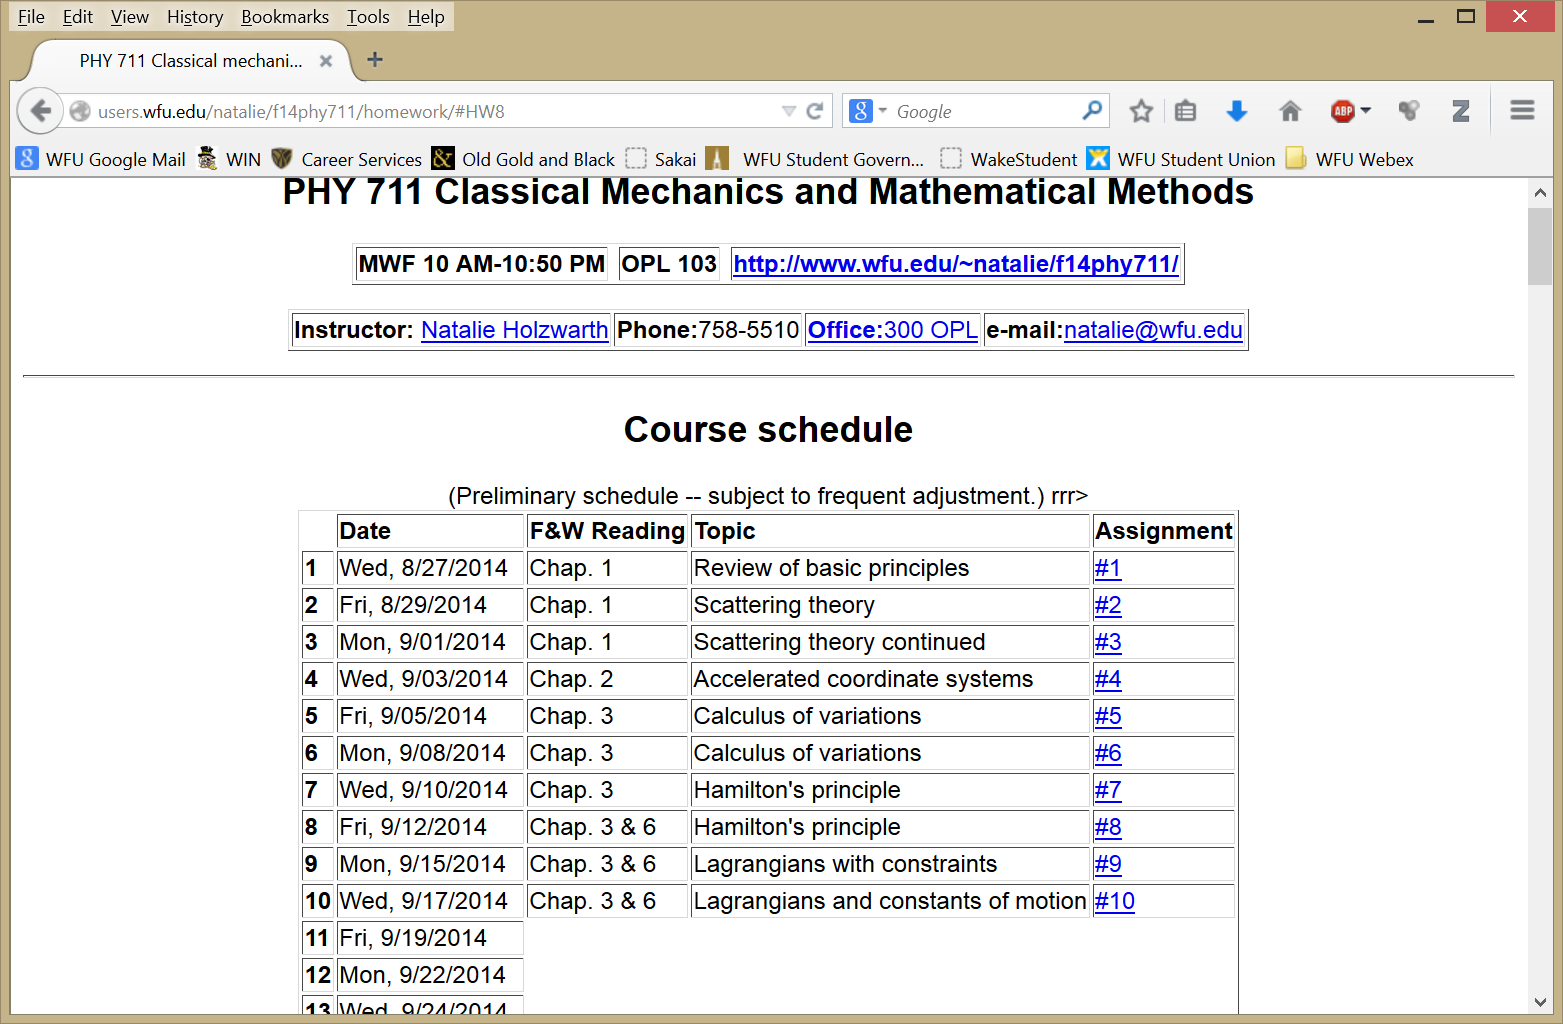 File Edit View History Bookmarks Tools Help
PHY 711 Classical mechani...
users.wfu.edu/natalie/f14phy711/homework/#HW8
Google
ABP
WFU Google Mail WIN Career Services Old Gold and Black Sakai WFU Student Govern... WakeStudent WFU Student Union WFU Webex
PHY 711 Classical Mechanics and Mathematical Methods
MWF 10 AM-10:50 PM OPL 103 http://www.wfu.edu/~natalie/f14phy711/
Instructor: Natalie Holzwarth Phone:758-5510 Office:300 OPL e-mail:natalie@wfu.edu
Course schedule
(Preliminary schedule -- subject to frequent adjustment.) rrr>
Date F&W Reading Topic Assignment
1 Wed, 8/27/2014 Chap. 1 Review of basic principles #1
2 Fri, 8/29/2014 Chap. 1 Scattering theory #2
3 Mon, 9/01/2014 Chap. 1 Scattering theory continued #3
4 Wed, 9/03/2014 Chap. 2 Accelerated coordinate systems #4
5 Fri, 9/05/2014 Chap. 3 Calculus of variations #5
6 Mon, 9/08/2014 Chap. 3 Calculus of variations #6
7 Wed, 9/10/2014 Chap. 3 Hamilton's principle #7
8 Fri, 9/12/2014 Chap. 3 & 6 Hamilton's principle #8
9 Mon, 9/15/2014 Chap. 3 & 6 Lagrangians with constraints #9
10 Wed, 9/17/2014 Chap. 3 & 6 Lagrangians and constants of motion #10
11 Fri, 9/19/2014
12 Mon, 9/22/2014
13 Wed, 9/24/2014